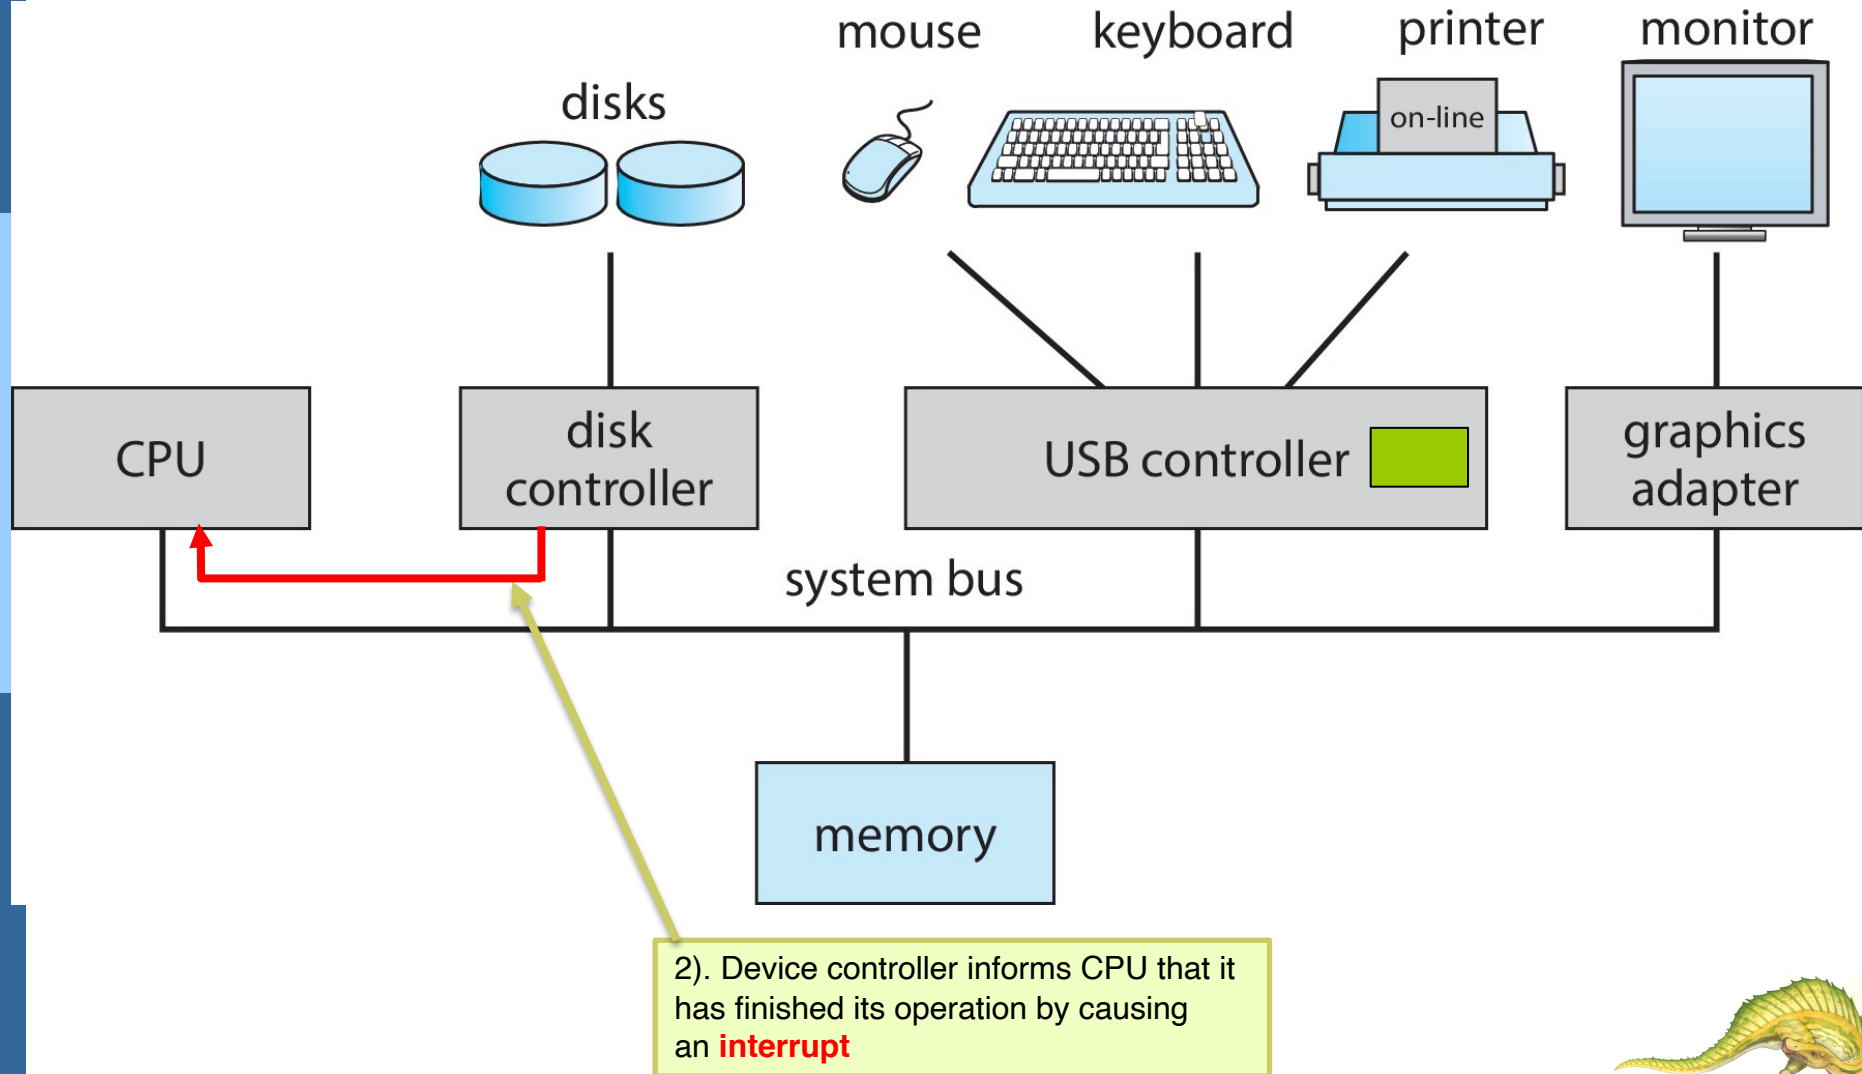 mouse
keyboard
printer
monitor
disks
on-line
CPU
disk
controller
USB controller
graphics
adapter
system bus
memory
2). Device controller informs CPU that it
has finished its operation by causing
an interrupt